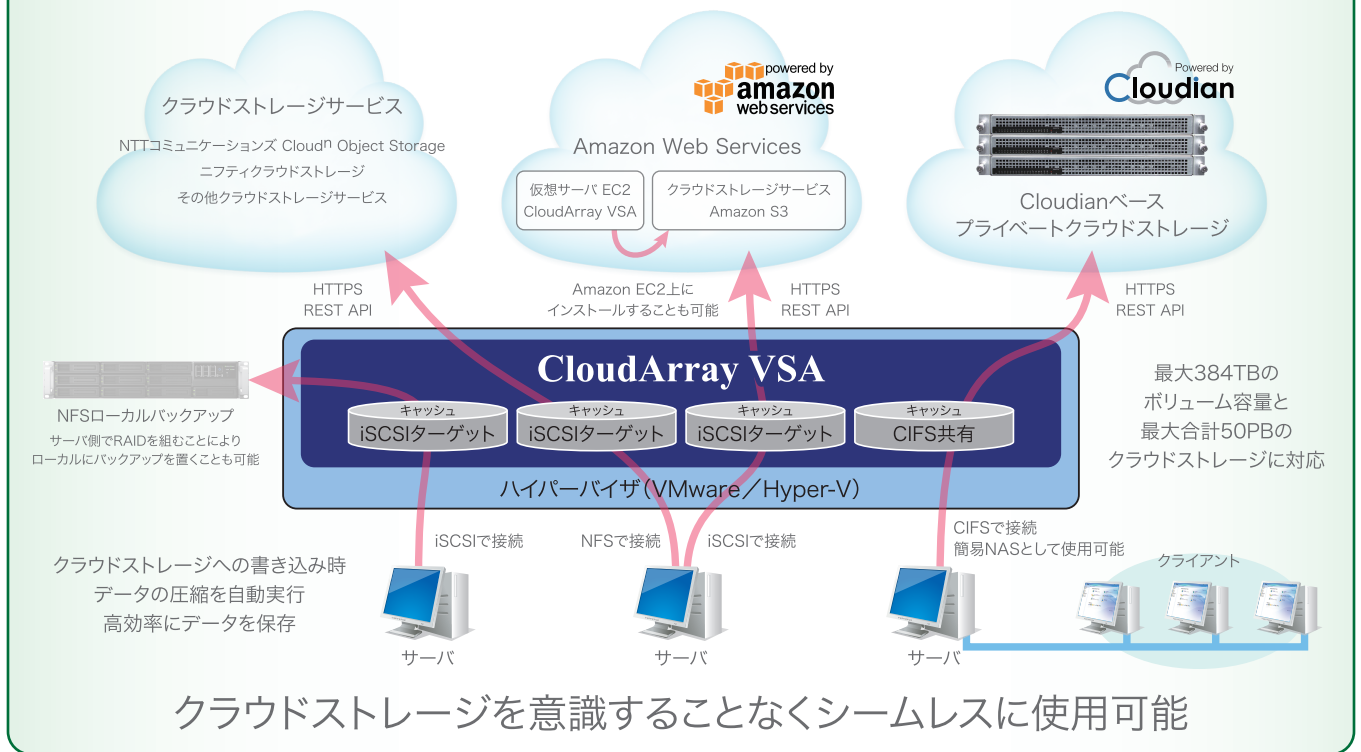 クラウドストレージサービス
NTTコミュニケーションズ Cloudⁿ Object Storage
ニフティクラウドストレージ
その他クラウドストレージサービス
powered by
amazon
web services
Amazon Web Services
仮想サーバ EC2
CloudArray VSA
クラウドストレージサービス
Amazon S3
Powered by
Cloudian
Cloudianベース
プライベートクラウドストレージ
HTTPS
REST API
Amazon EC2上に
インストールすることも可能
HTTPS
REST API
HTTPS
REST API
CloudArray VSA
キャッシュ
iSCSIターゲット
キャッシュ
iSCSIターゲット
キャッシュ
iSCSIターゲット
キャッシュ
CIFS共有
ハイパーバイザ(VMware／Hyper-V)
NFSローカルバックアップ
サーバ側でRAIDを組むことにより
ローカルにバックアップを置くことも可能
最大384TBの
ボリューム容量と
最大合計50PBの
クラウドストレージに対応
iSCSIで接続
NFSで接続
iSCSIで接続
CIFSで接続
簡易NASとして使用可能
クラウドストレージへの書き込み時
データの圧縮を自動実行
高効率にデータを保存
クライアント
サーバ
サーバ
サーバ
クラウドストレージを意識することなくシームレスに使用可能